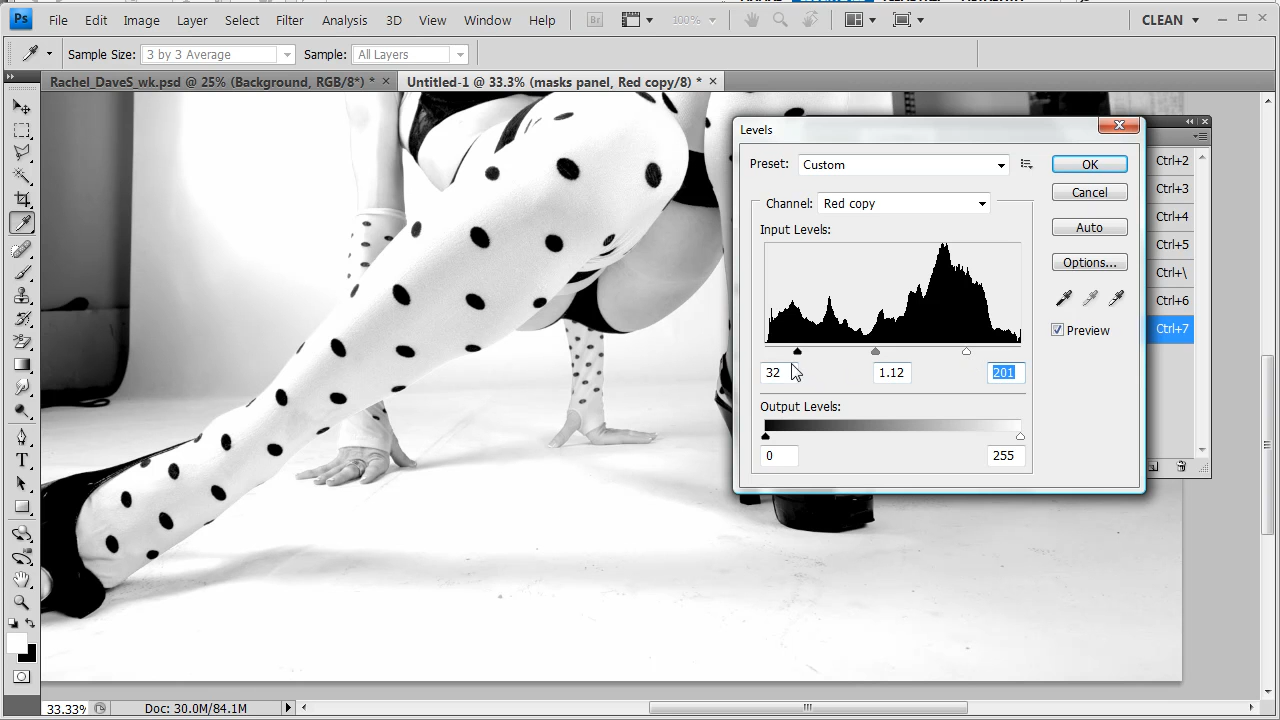 Ps File Edit Image Layer Select Filter Analysis 3D View Window Help Br 100% CLEAN
Sample Size: 3 by 3 Average Sample: All Layers
Rachel_DaveS_wk.psd @ 25% (Background, RGB/8*) * × Untitled-1 @ 33.3% (masks panel, Red copy/8) * ×
Levels
Preset: Custom OK
Cancel
Channel: Red copy
Auto
Input Levels:
Options...
Preview
32 1.12 201
Output Levels:
0 255
Ctrl+2
Ctrl+3
Ctrl+4
Ctrl+5
Ctrl+\
Ctrl+6
Ctrl+7
T
33.33% Doc: 30.0M/84.1M